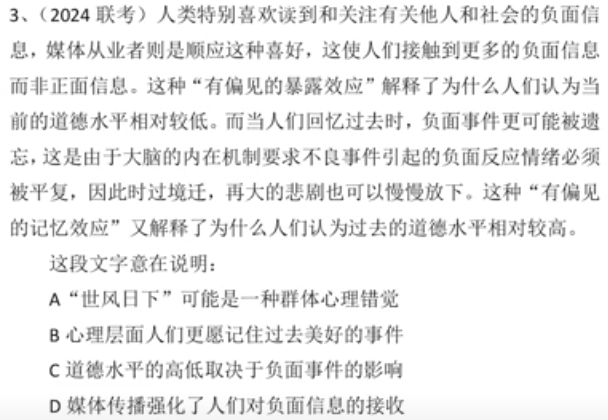 3、（2024 联考）人类特别喜欢读到和关注有关他人和社会的负面信
息，媒体从业者则是顺应这种喜好，这使人们接触到更多的负面信息
而非正面信息。这种“有偏见的暴露效应”解释了为什么人们认为当
前的道德水平相对较低。而当人们回忆过去时，负面事件更可能被遗
忘，这是由于大脑的内在机制要求不良事件引起的负面反应情绪必须
被平复，因此时过境迁，再大的悲剧也可以慢慢放下。这种“有偏见
的记忆效应”又解释了为什么人们认为过去的道德水平相对较高。
这段文字意在说明：
A“世风日下”可能是一种群体心理错觉
B 心理层面人们更愿记住过去美好的事件
C 道德水平的高低取决于负面事件的影响
D 媒体传播强化了人们对负面信息的接收